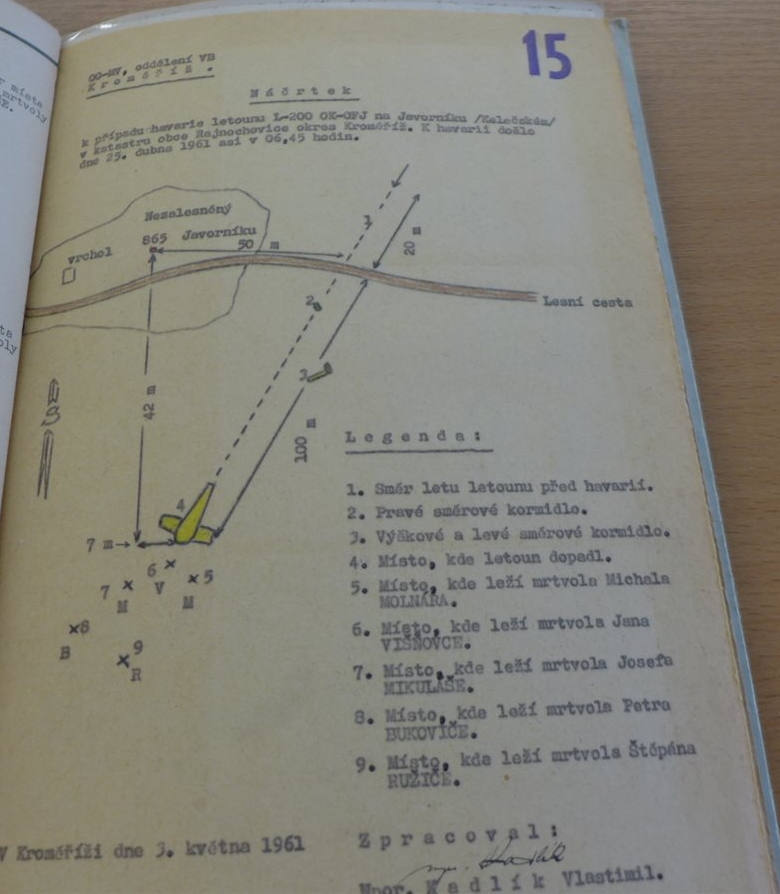 15
OO-MV, oddělení VB
Kroměříž.
Náčrtek
k případu havarie letounu L-200 OK-OFJ na Javorníku /Kelečském/
v katastru obce Rajnochovice okres Kroměříž. K havarii došlo
dne 25. dubna 1961 asi v 06,45 hodin.
Nezalesněný
865 Javorníku
vrchol
50 m
1
20 m
Lesní cesta
2
3
42 m
S
100 m
4
7 m
6
V
5
M
7
M
8
B
9
R
Legenda:
1. Směr letu letounu před havarií.
2. Pravé směrové kormidlo.
3. Výškové a levé směrové kormidlo.
4. Místo, kde letoun dopadl.
5. Místo, kde leží mrtvola Michala
MOLNÁRA.
6. Místo, kde leží mrtvola Jana
VIŠŇOVCE.
7. Místo, kde leží mrtvola Josefa
MIKULÁŠE.
8. Místo, kde leží mrtvola Petra
BUKOVIČE.
9. Místo, kde leží mrtvola Štěpána
RUŽIČE.
V Kroměříži dne 3. května 1961
Zpracoval:
Npor. Kadlík Vlastimil.
r místa
mrtvoly
ta
oly